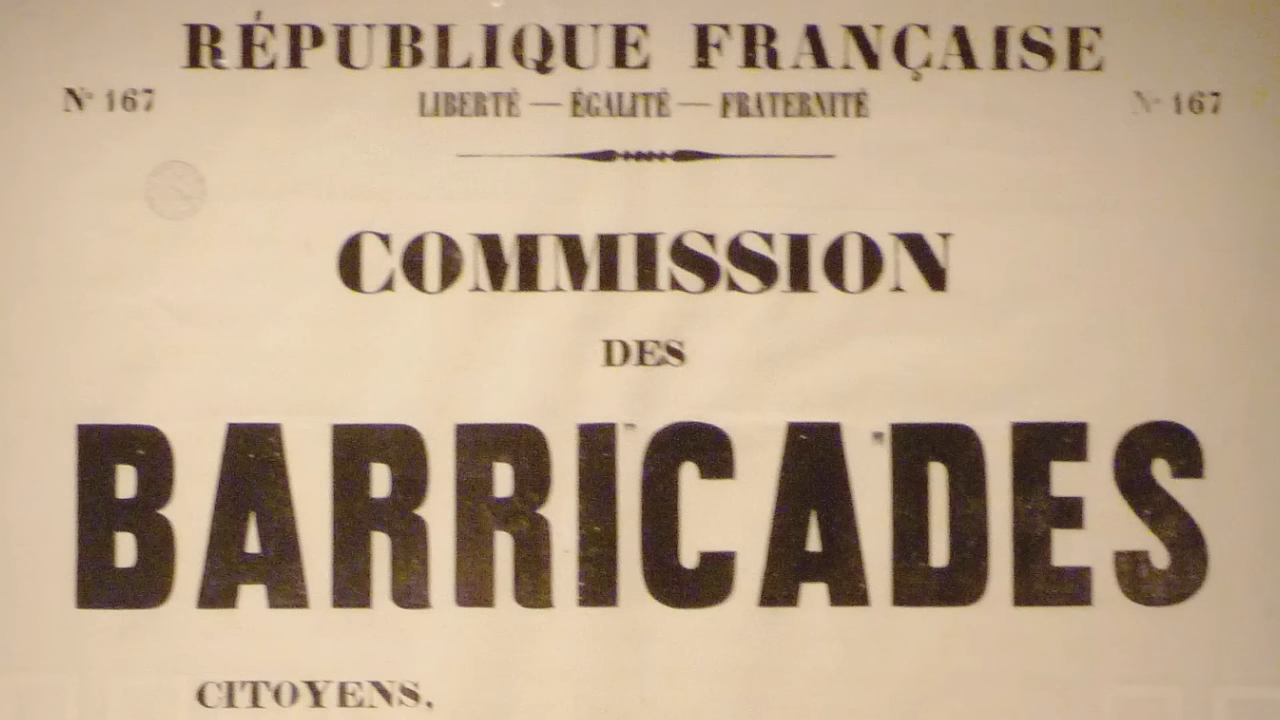 RÉPUBLIQUE FRANÇAISE
N° 167 LIBERTÉ — ÉGALITÉ — FRATERNITÉ N° 167
COMMISSION
DES
BARRICADES
CITOYENS,